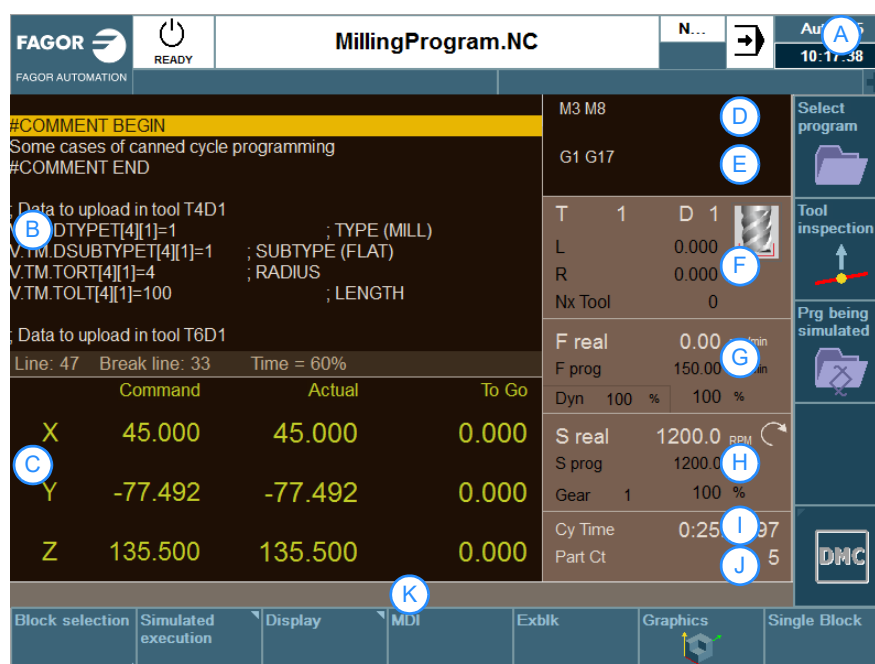 FAGOR
FAGOR AUTOMATION
READY
MillingProgram.NC
N...
A
10:17:38
#COMMENT BEGIN
Some cases of canned cycle programming
#COMMENT END
; Data to upload in tool T4D1
B
DTYPET[4][1]=1 ; TYPE (MILL)
V.TM.DSUBTYPET[4][1]=1 ; SUBTYPE (FLAT)
V.TM.TORT[4][1]=4 ; RADIUS
V.TM.TOLT[4][1]=100 ; LENGTH
; Data to upload in tool T6D1
Line: 47 Break line: 33 Time = 60%
Command Actual To Go
X 45.000 45.000 0.000
C
Y -77.492 -77.492 0.000
Z 135.500 135.500 0.000
M3 M8
D
G1 G17
E
T 1 D 1
L 0.000
F
R 0.000
Nx Tool 0
F real 0.00
G
F prog 150.00
Dyn 100 % 100 %
S real 1200.0 RPM
S prog 1200.0
H
Gear 1 100 %
Cy Time 0:25 97
I
Part Ct 5
J
Select
program
Tool
inspection
Prg being
simulated
DMC
K
Block selection
Simulated
execution
Display
MDI
Exblk
Graphics
Single Block